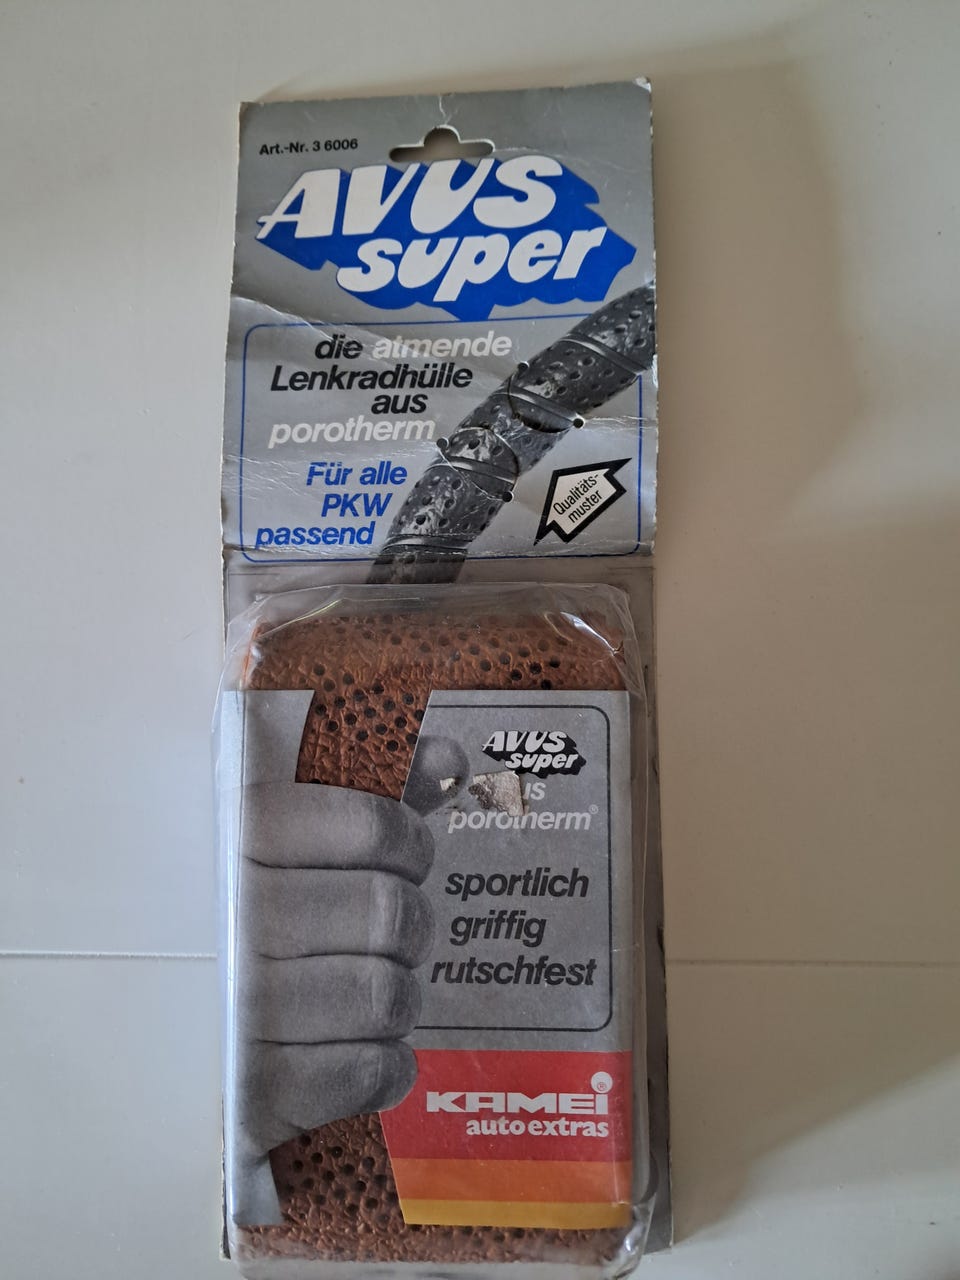 Art.-Nr. 3 6006
AVUS
super
die atmende
Lenkradhülle
aus
porotherm
Für alle
PKW
passend
Qualitäts-
muster
AVUS
super
porotherm®
sportlich
griffig
rutschfest
KAMEI®
auto extras